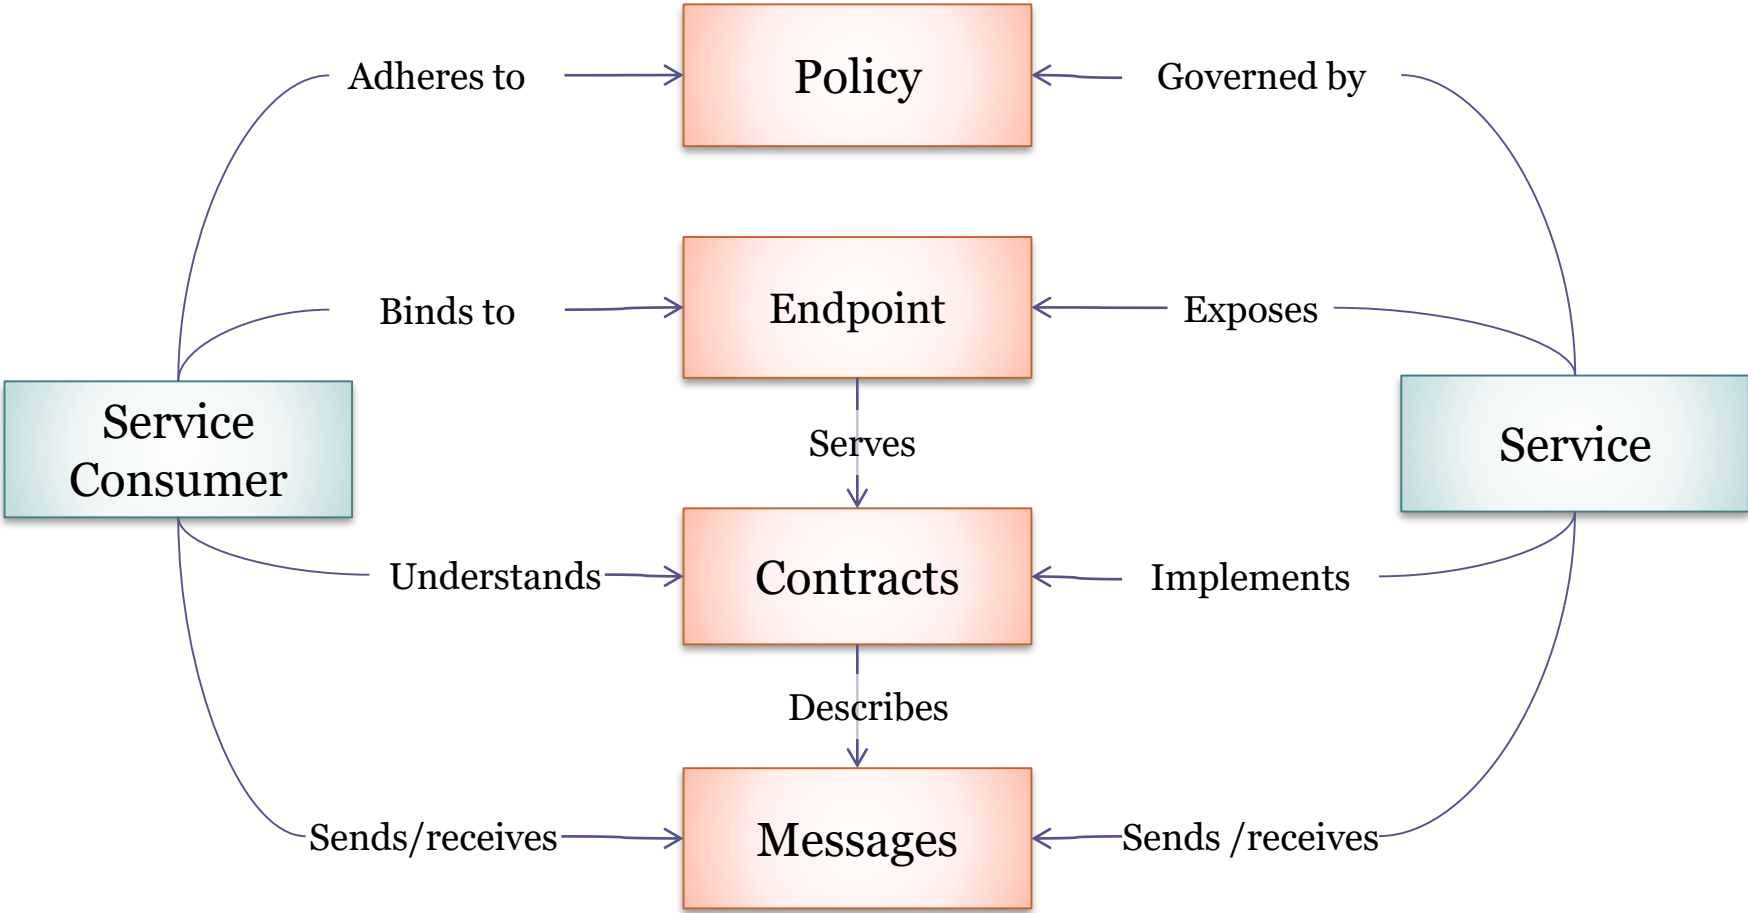 Adheres to
Policy
Governed by
Binds to
Endpoint
Exposes
Service
Consumer
Serves
Service
Understands
Contracts
Implements
Describes
Sends/receives
Messages
Sends /receives